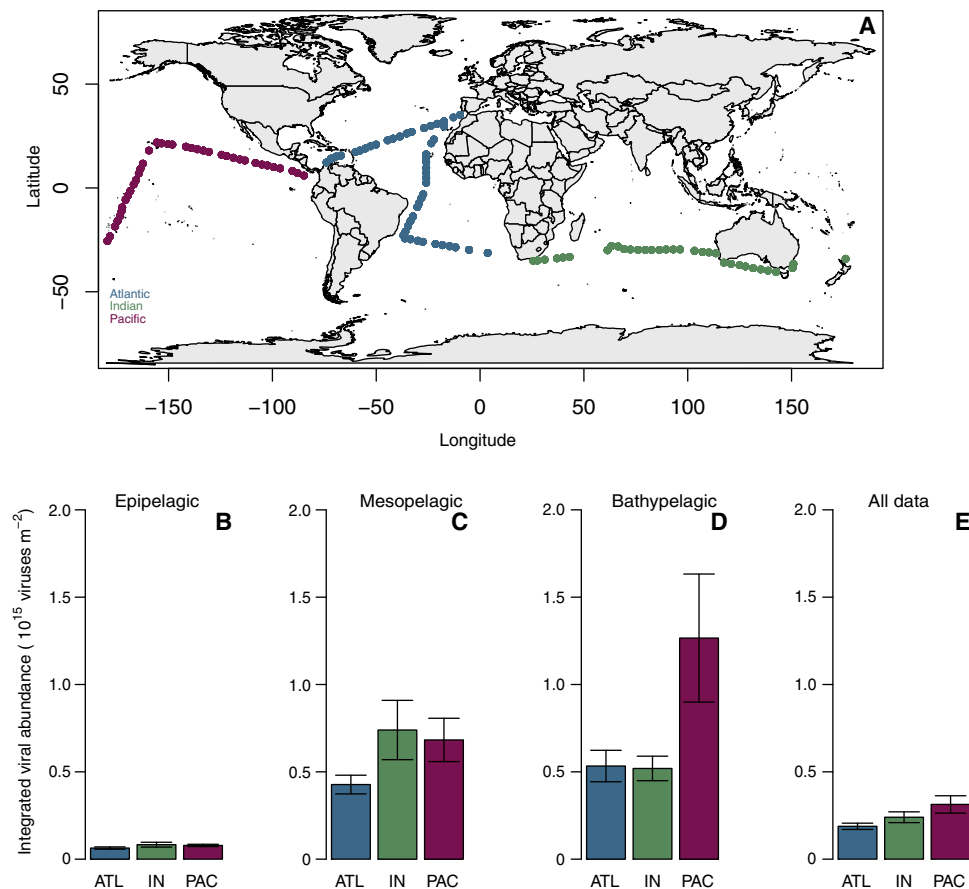 A
50
0
−50
Latitude
Atlantic
Indian
Pacific
−150 −100 −50 0 50 100 150
Longitude
Epipelagic B
Mesopelagic C
Bathypelagic D
All data E
Integrated viral abundance ( 10^15 viruses m^−2)
2.0 2.0 2.0 2.0
1.5 1.5 1.5 1.5
1.0 1.0 1.0 1.0
0.5 0.5 0.5 0.5
0 0 0 0
ATL IN PAC ATL IN PAC ATL IN PAC ATL IN PAC